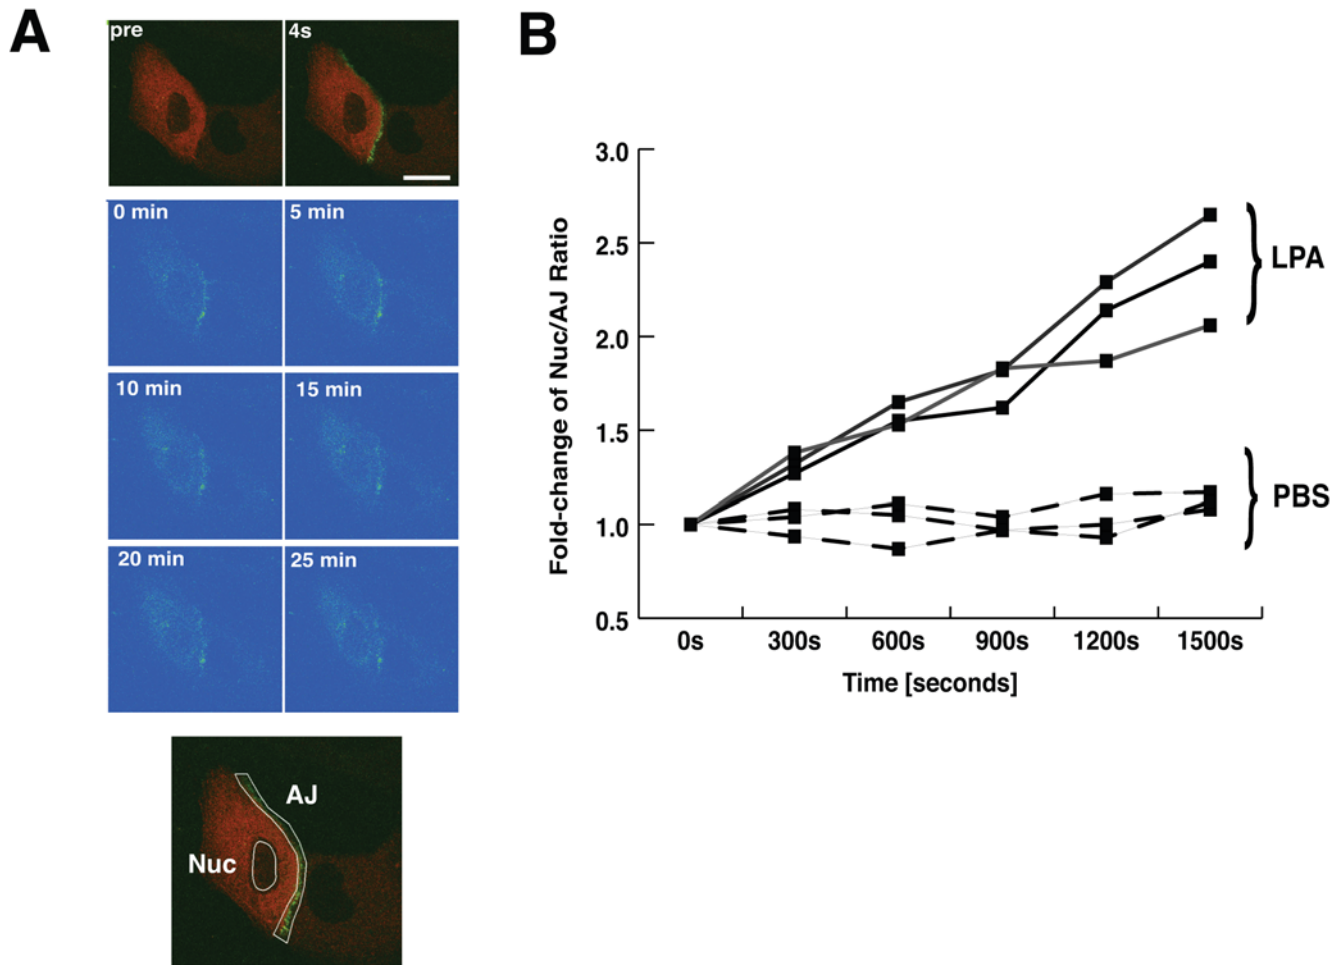 A
pre
4s
0 min
5 min
10 min
15 min
20 min
25 min
AJ
Nuc
B
Fold-change of Nuc/AJ Ratio
3.0
2.5
2.0
1.5
1.0
0.5
0s
300s
600s
900s
1200s
1500s
Time [seconds]
LPA
PBS